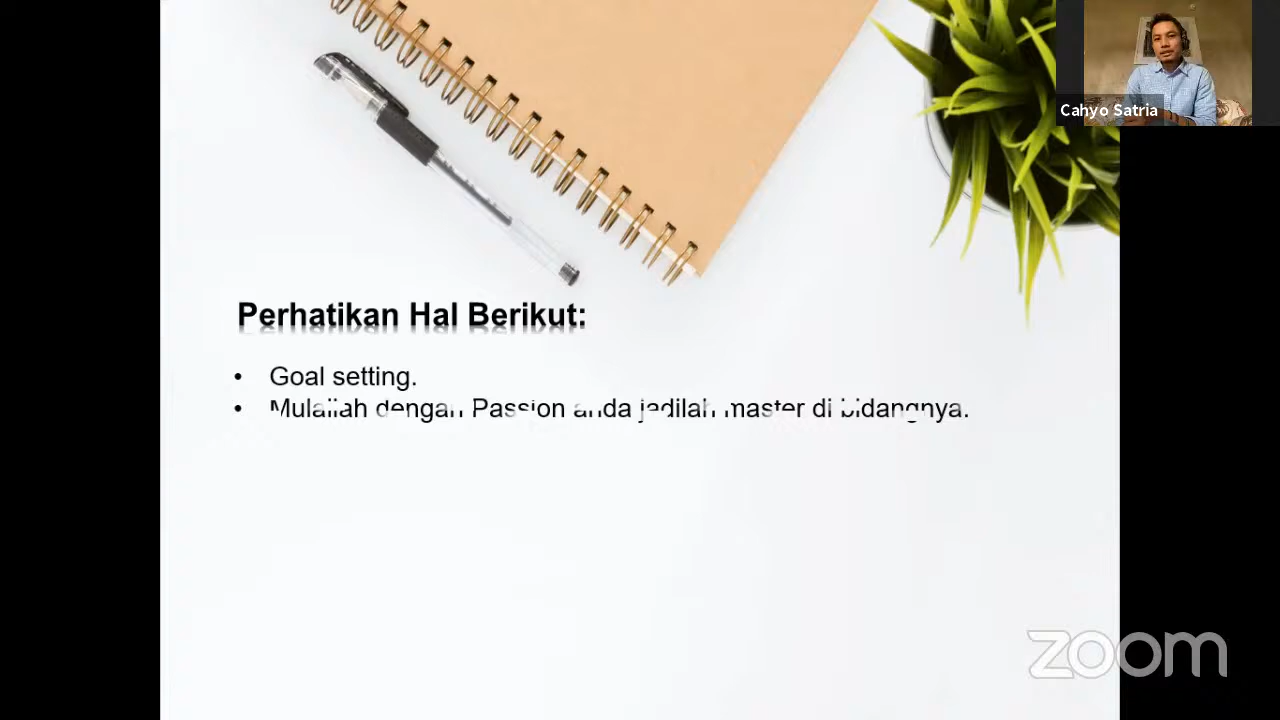 Cahyo Satria
Perhatikan Hal Berikut:
• Goal setting.
• Mulailah dengan Passion anda jadilah master di bidangnya.
zoom